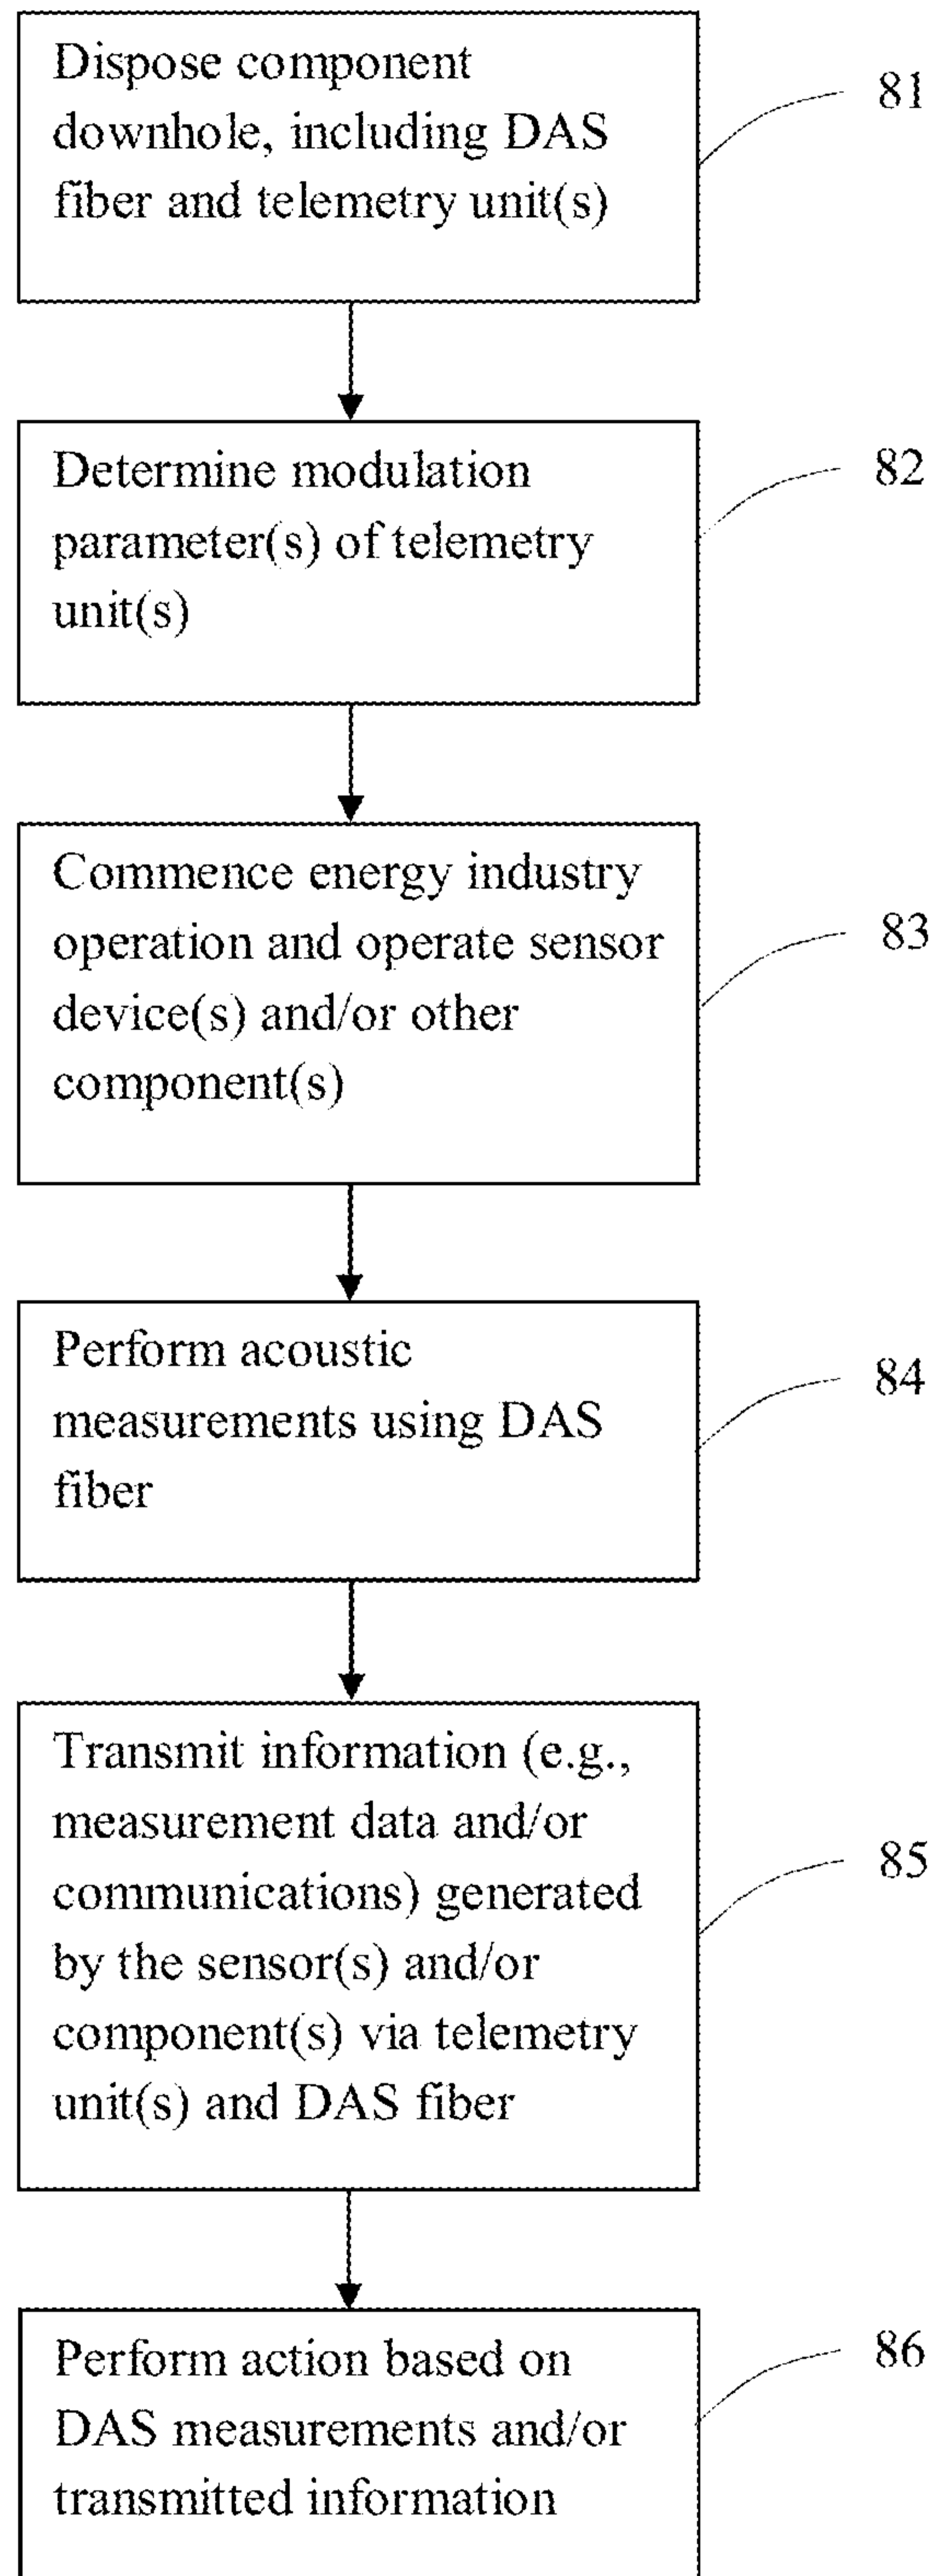 Dispose component
downhole, including DAS
fiber and telemetry unit(s)
81
Determine modulation
parameter(s) of telemetry
unit(s)
82
Commence energy industry
operation and operate sensor
device(s) and/or other
component(s)
83
Perform acoustic
measurements using DAS
fiber
84
Transmit information (e.g.,
measurement data and/or
communications) generated
by the sensor(s) and/or
component(s) via telemetry
unit(s) and DAS fiber
85
Perform action based on
DAS measurements and/or
transmitted information
86